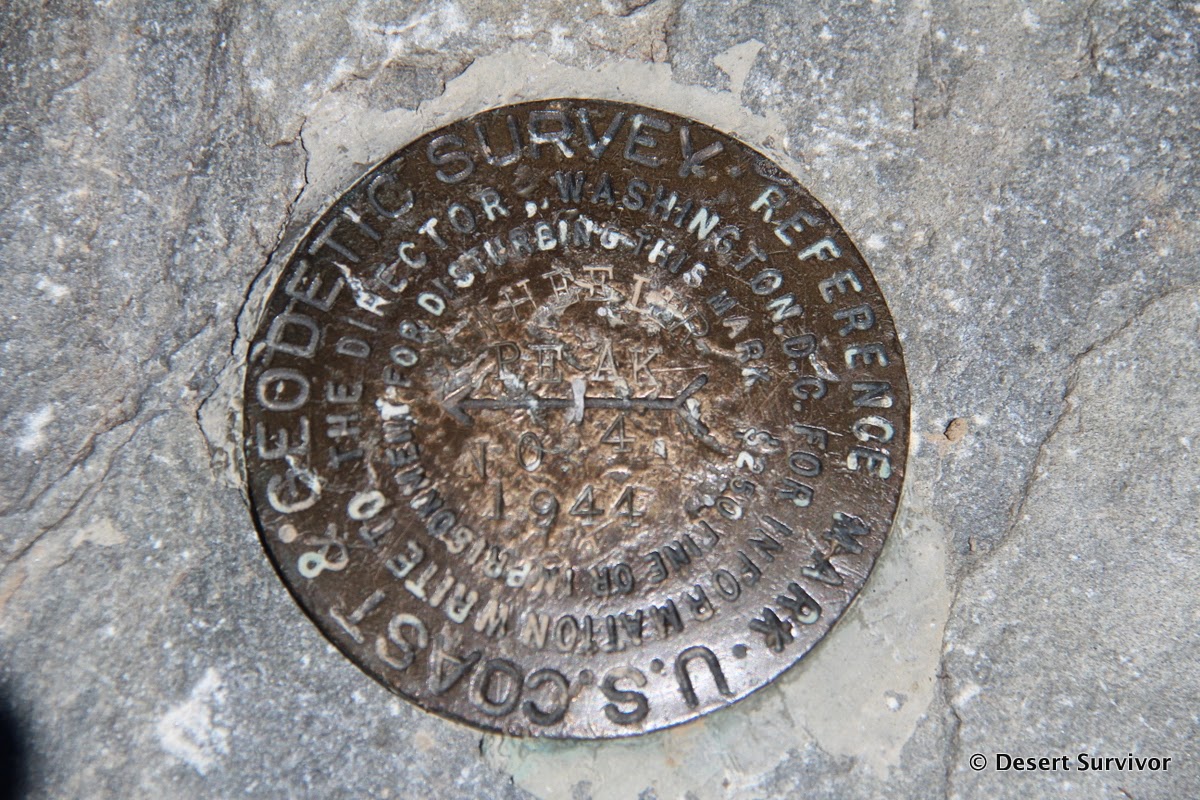 U.S. COAST & GEODETIC SURVEY REFERENCE MARK
FOR INFORMATION WRITE TO THE DIRECTOR, WASHINGTON, D.C.
$250 FINE OR IMPRISONMENT FOR DISTURBING THIS MARK
WHEELER
PEAK
NO. 4
1944
© Desert Survivor